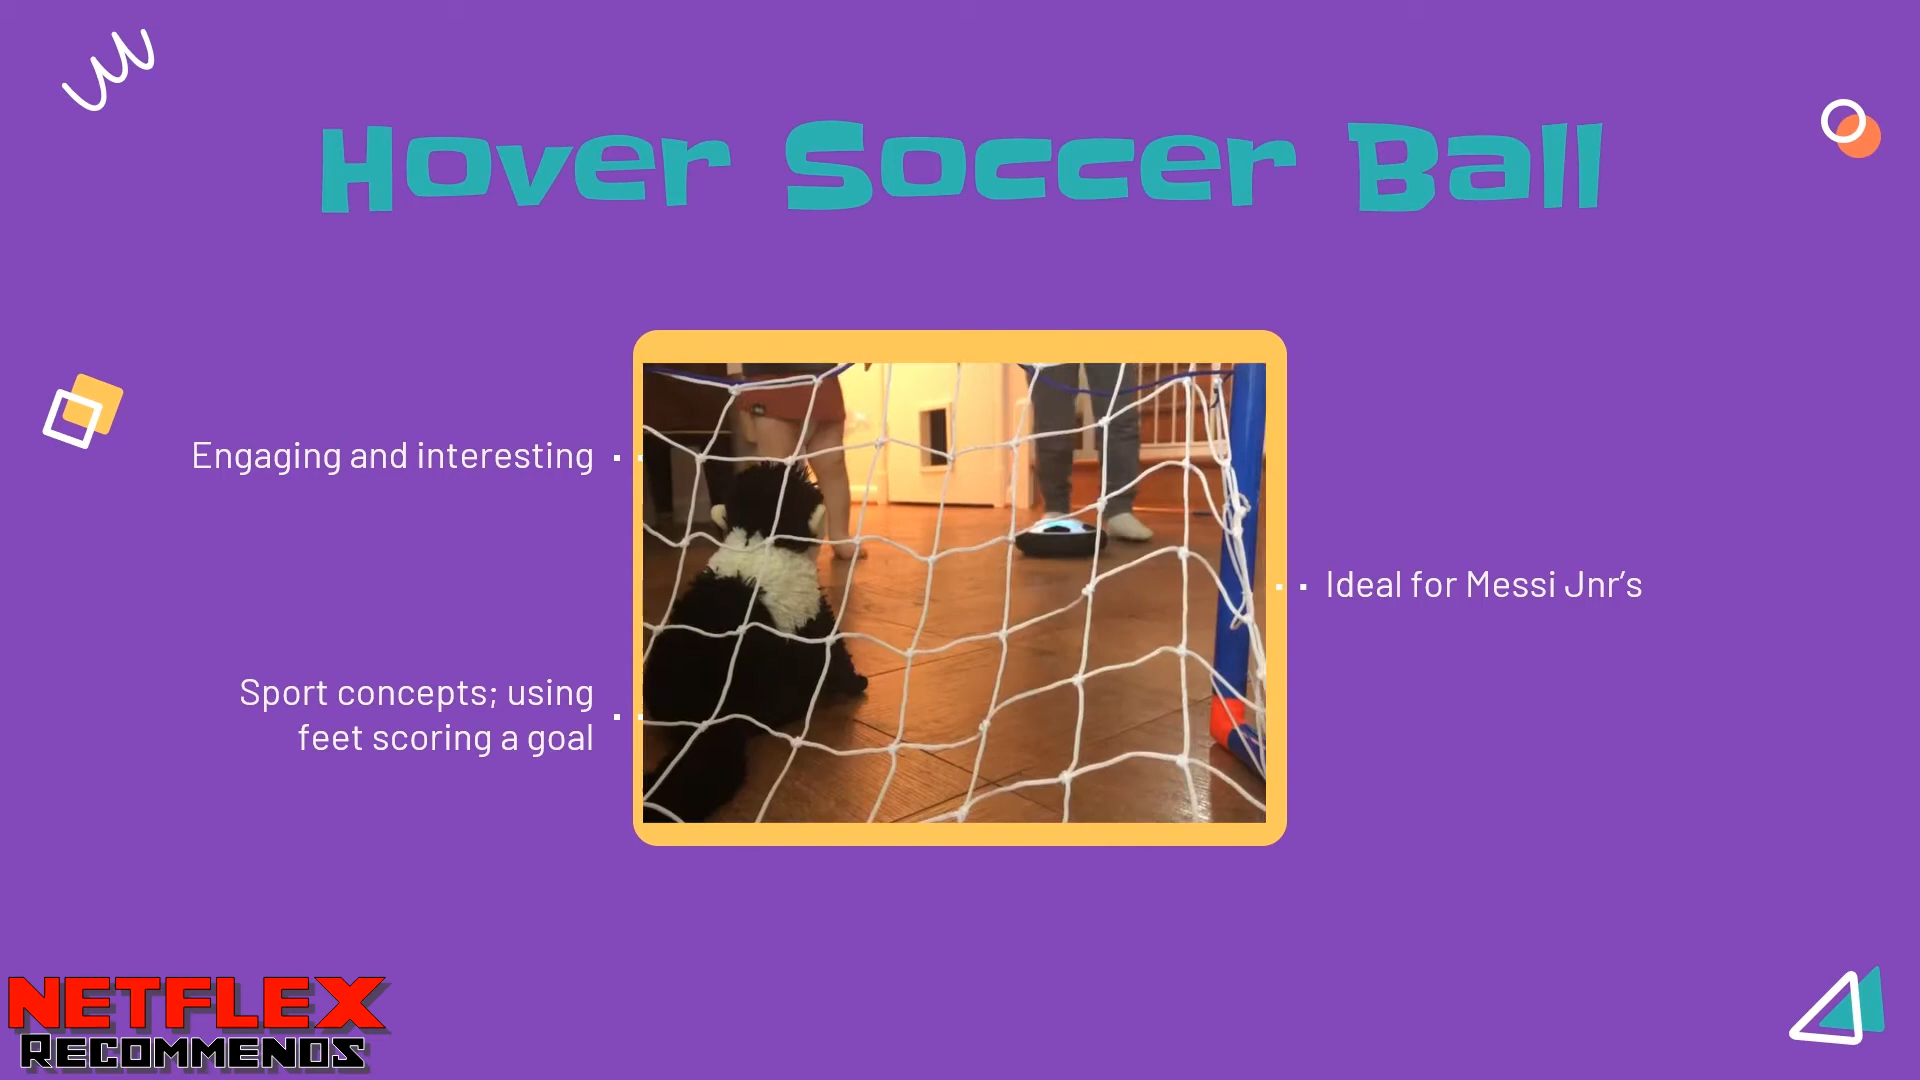 Hover Soccer Ball
Engaging and interesting
Ideal for Messi Jnr’s
Sport concepts; using
feet scoring a goal
NETFLEX
RECOMMENDS